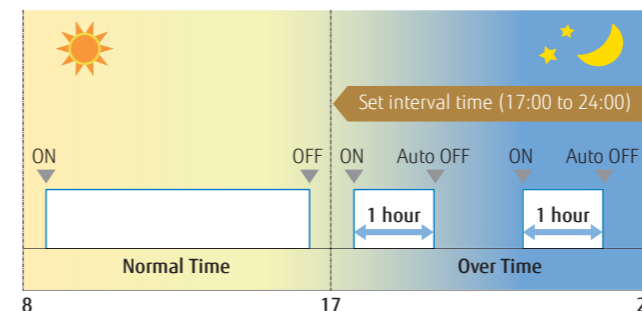 Set interval time (17:00 to 24:00)
ON OFF ON Auto OFF ON Auto OFF
1 hour 1 hour
Normal Time Over Time
8 17 2